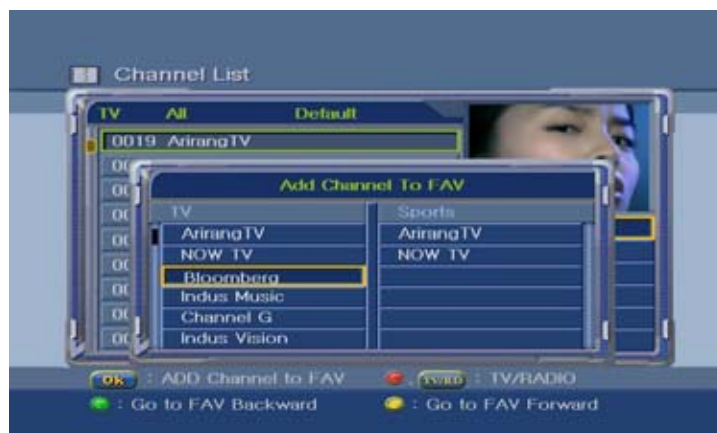 Channel List
TV All Default
0019 ArirangTV
Add Channel To FAV
TV Sports
ArirangTV ArirangTV
NOW TV NOW TV
Bloomberg
Indus Music
Channel G
Indus Vision
Ok : ADD Channel to FAV , TV/RD : TV/RADIO
: Go to FAV Backward : Go to FAV Forward